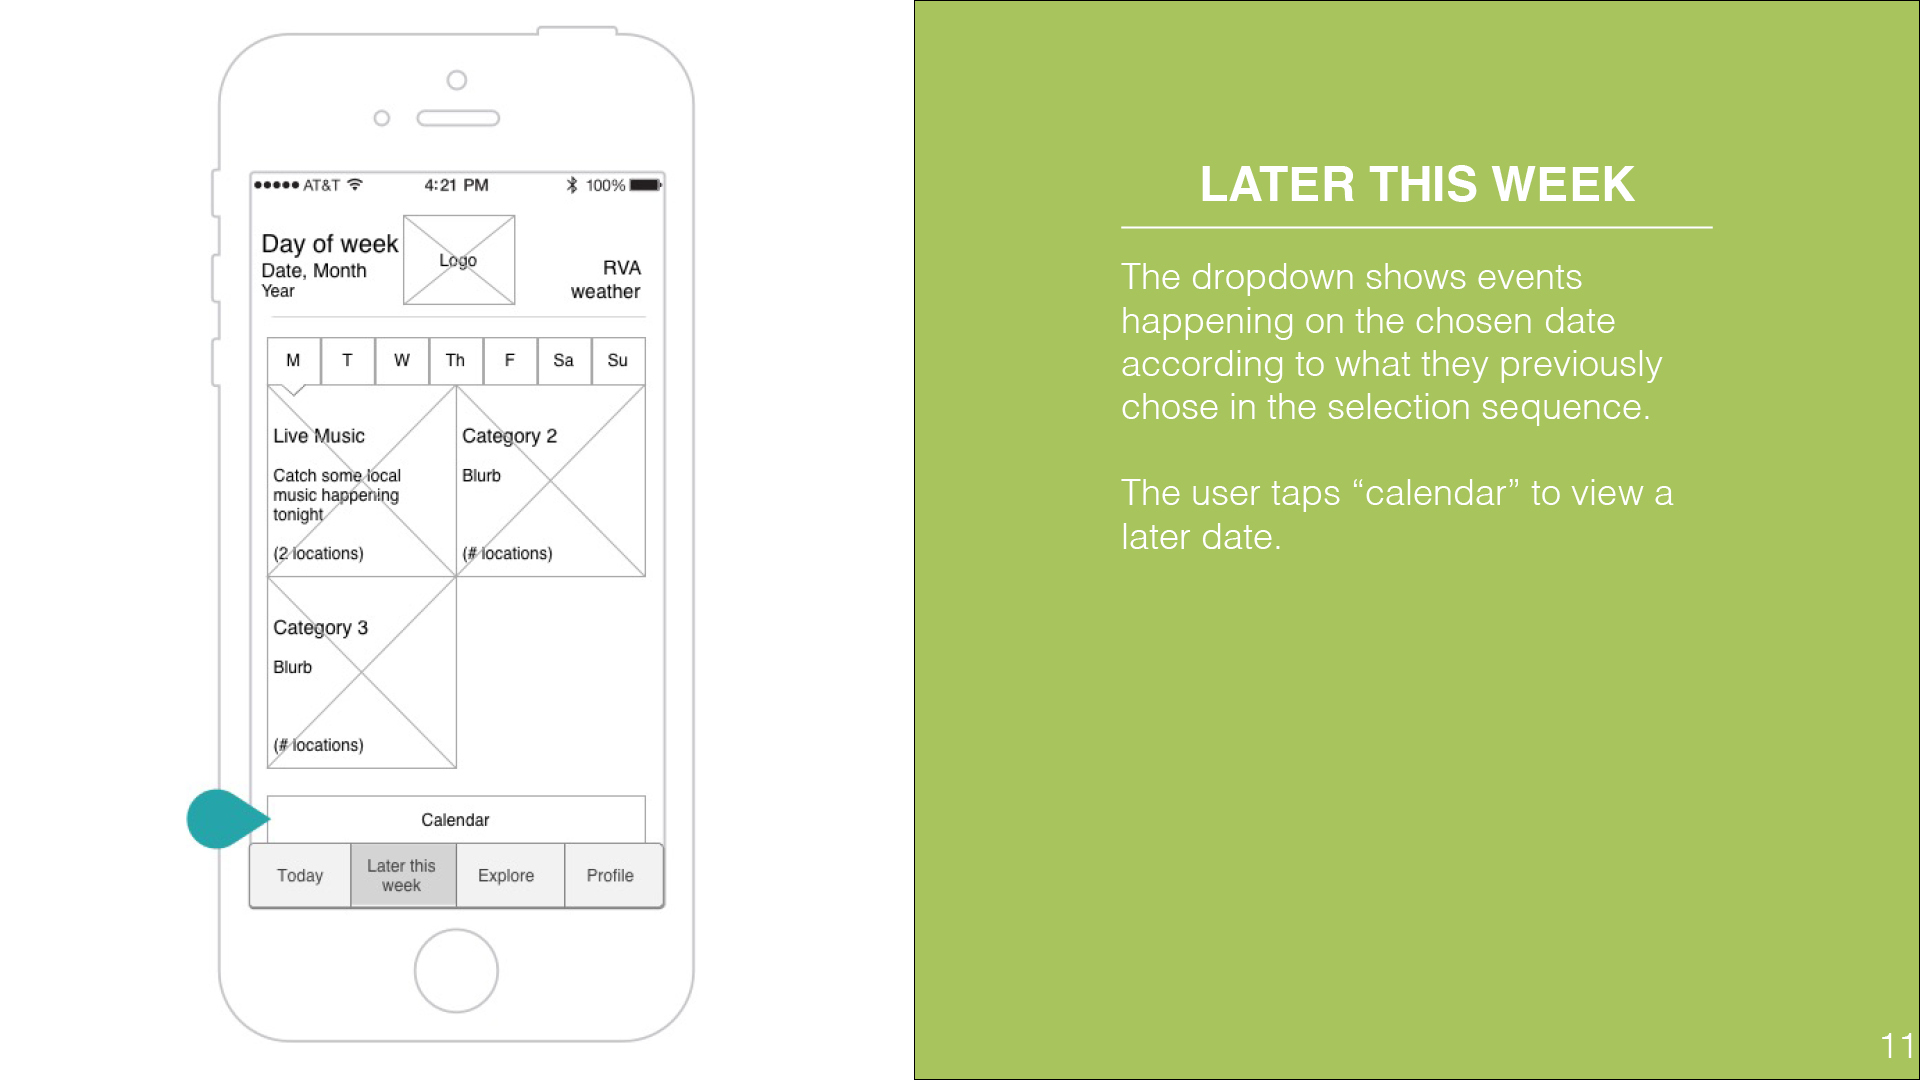 AT&T 4:21 PM 100%
Day of week
Date, Month
Year
Logo
RVA
weather
M T W Th F Sa Su
Live Music
Catch some local
music happening
tonight
(2 locations)
Category 2
Blurb
(# locations)
Category 3
Blurb
(# locations)
Calendar
Today
Later this
week
Explore
Profile
LATER THIS WEEK
The dropdown shows events
happening on the chosen date
according to what they previously
chose in the selection sequence.
The user taps “calendar” to view a
later date.
11